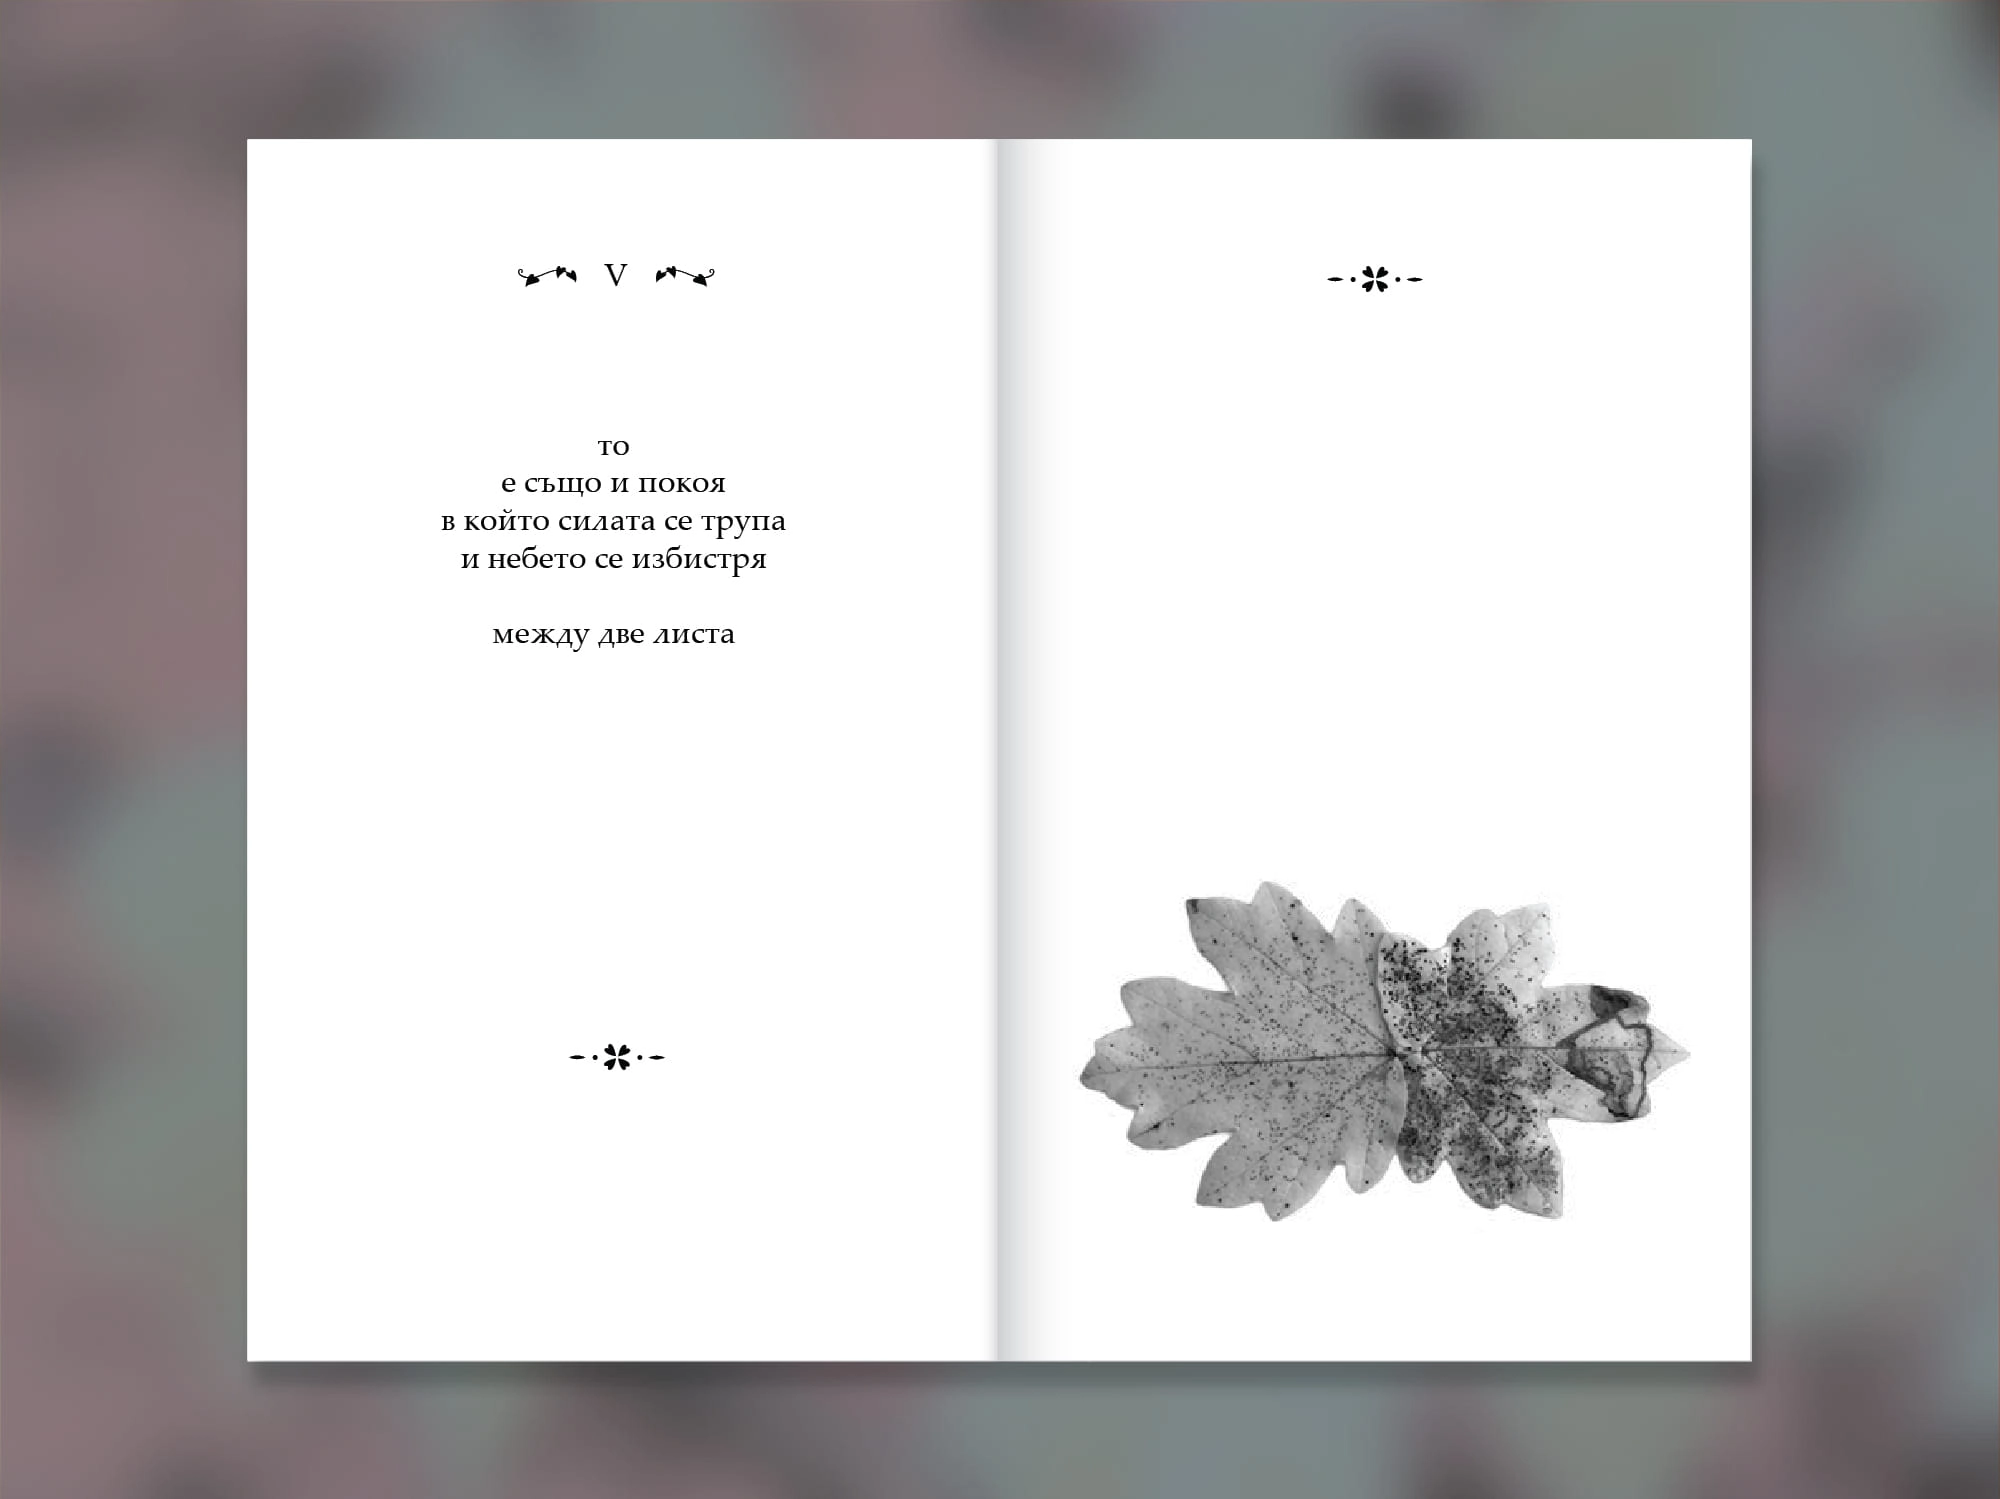 V
то
е също и покоя
в който силата се трупа
и небето се избистря
между две листа